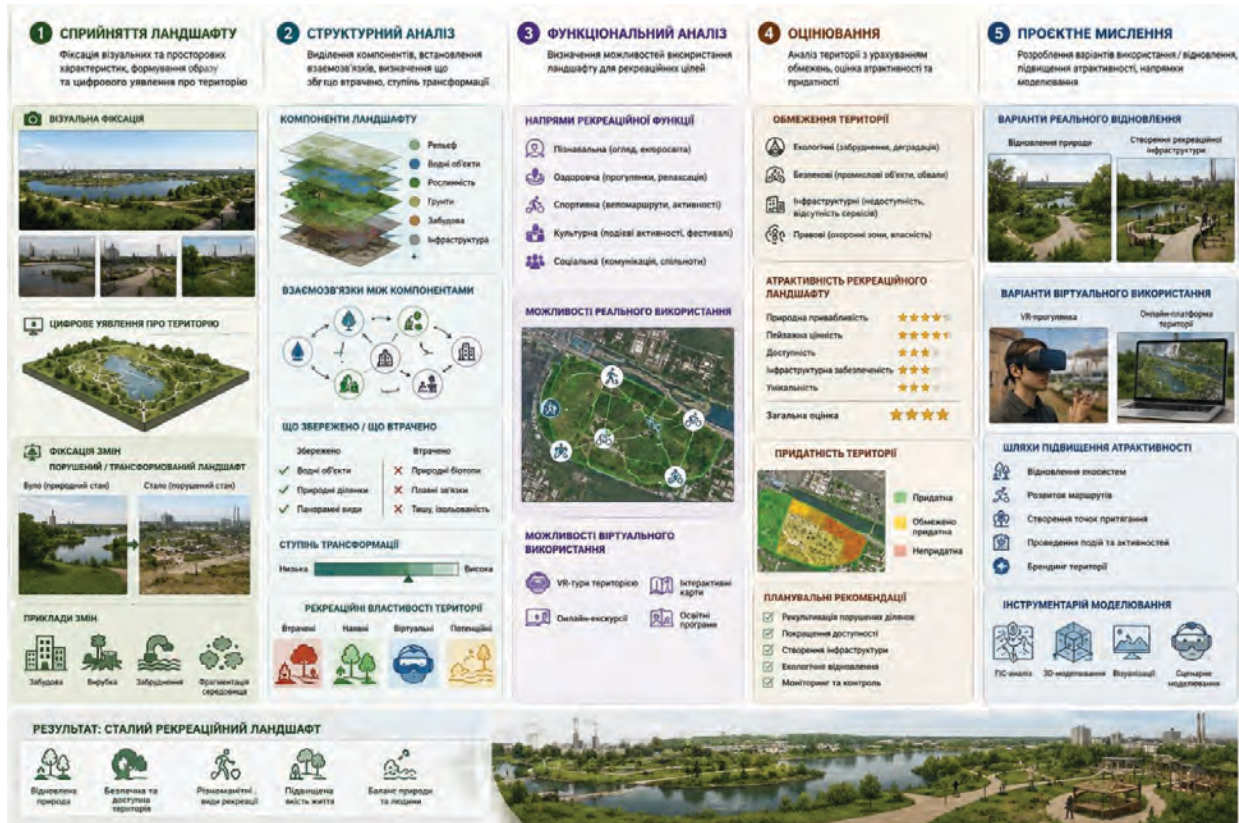 1 СПРИЙНЯТТЯ ЛАНДШАФТУ
Фіксація візуальних та просторових
характеристик, формування образу
та цифрового уявлення про територію
ВІЗУАЛЬНА ФІКСАЦІЯ
ЦИФРОВЕ УЯВЛЕННЯ ПРО ТЕРИТОРІЮ
ФІКСАЦІЯ ЗМІН
ПОРУШЕНИЙ / ТРАНСФОРМОВАНИЙ ЛАНДШАФТ
Було (природний стан)
Стало (порушений стан)
ПРИКЛАДИ ЗМІН
Забудова
Вирубка
Забруднення
Фрагментація
середовища
2 СТРУКТУРНИЙ АНАЛІЗ
Виділення компонентів, встановлення
взаємозв'язків, визначення що
втрачено, ступінь трансформації
КОМПОНЕНТИ ЛАНДШАФТУ
Рельєф
Водні об'єкти
Рослинність
Ґрунти
Забудова
Інфраструктура
+
ВЗАЄМОЗВ'ЯЗКИ МІЖ КОМПОНЕНТАМИ
ЩО ЗБЕРЕЖЕНО / ЩО ВТРАЧЕНО
Збережено
Втрачено
Водні об'єкти
Природні біотопи
Природні ділянки
Плавні зв'язки
Панорамні види
Тишу, ізольованість
СТУПІНЬ ТРАНСФОРМАЦІЇ
Низька
Висока
РЕКРЕАЦІЙНІ ВЛАСТИВОСТІ ТЕРИТОРІЇ
Втрачені
Наявні
Віртуальні
Потенційні
3 ФУНКЦІОНАЛЬНИЙ АНАЛІЗ
Визначення можливостей використання
ландшафту для рекреаційних цілей
НАПРЯМИ РЕКРЕАЦІЙНОЇ ФУНКЦІЇ
Пізнавальна (огляд, екоросвіта)
Оздоровча (прогулянки, релаксація)
Спортивна (веломаршрути, активності)
Культурна (подієві активності, фестивалі)
Соціальна (комунікація, спільноти)
МОЖЛИВОСТІ РЕАЛЬНОГО ВИКОРИСТАННЯ
МОЖЛИВОСТІ ВІРТУАЛЬНОГО
ВИКОРИСТАННЯ
VR-тури територією
Інтерактивні
карти
Онлайн-екскурсії
Освітні
програми
4 ОЦІНЮВАННЯ
Аналіз території з урахуванням
обмежень, оцінка атрактивності та
придатності
ОБМЕЖЕННЯ ТЕРИТОРІЇ
Екологічні (забруднення, деградація)
Безпекові (промислові об'єкти, обвали)
Інфраструктурні (недоступність,
відсутність сервісів)
Правові (охоронні зони, власність)
АТРАКТИВНІСТЬ РЕКРЕАЦІЙНОГО
ЛАНДШАФТУ
Природна привабливість
Пейзажна цінність
Доступність
Інфраструктурна забезпеченість
Унікальність
Загальна оцінка
ПРИДАТНІСТЬ ТЕРИТОРІЇ
Придатна
Обмежено
придатна
Непридатна
ПЛАНУВАЛЬНІ РЕКОМЕНДАЦІЇ
Рекультивація порушених ділянок
Покращення доступності
Створення інфраструктури
Екологічне відновлення
Моніторинг та контроль
5 ПРОЄКТНЕ МИСЛЕННЯ
Розроблення варіантів використання / відновлення,
підвищення атрактивності, напрямки
моделювання
ВАРІАНТИ РЕАЛЬНОГО ВІДНОВЛЕННЯ
Відновлення природи
Створення рекреаційної
інфраструктури
ВАРІАНТИ ВІРТУАЛЬНОГО ВИКОРИСТАННЯ
VR-прогулянка
Онлайн-платформа
території
ШЛЯХИ ПІДВИЩЕННЯ АТРАКТИВНОСТІ
Відновлення екосистем
Розвиток маршрутів
Створення точок притягання
Проведення подій та активностей
Брендинг території
ІНСТРУМЕНТАРІЙ МОДЕЛЮВАННЯ
ГІС-аналіз
3D-моделювання
Візуалізації
Сценарне
моделювання
РЕЗУЛЬТАТ: СТАЛИЙ РЕКРЕАЦІЙНИЙ ЛАНДШАФТ
Відновлена
природа
Безпечна та
доступна
територія
Різноманітні
види рекреації
Підвищена
якість життя
Баланс природи
та людини